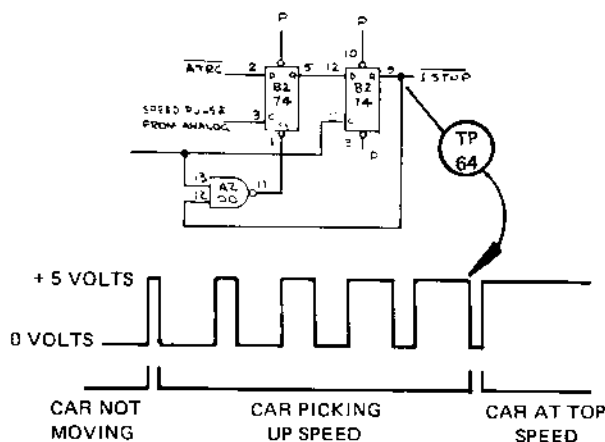 P P
10
ATRC 2 D Q 5 12 D Q 9 1STOP
B2 B2
74 74
SPEED PULSE 3 C C
FROM ANALOG
1 P
TP
64
13
12 A2 11
00
+ 5 VOLTS
0 VOLTS
CAR NOT CAR PICKING CAR AT TOP
MOVING UP SPEED SPEED